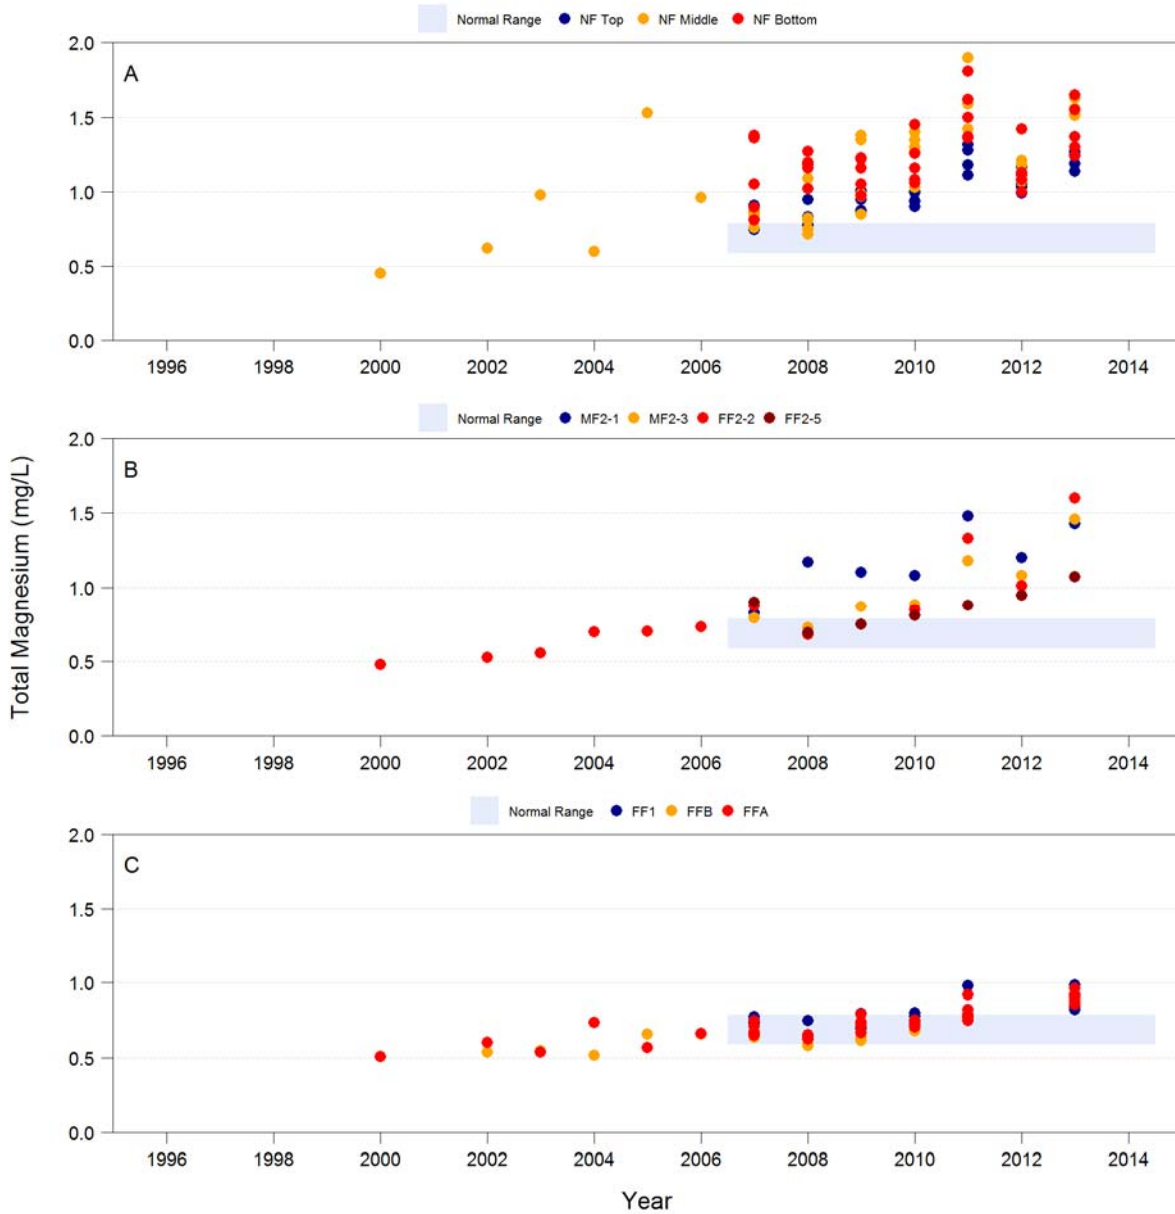 Normal Range NF Top NF Middle NF Bottom
2.0
A
1.5
1.0
0.5
0.0
1996 1998 2000 2002 2004 2006 2008 2010 2012 2014
Normal Range MF2-1 MF2-3 FF2-2 FF2-5
Total Magnesium (mg/L)
2.0
B
1.5
1.0
0.5
0.0
1996 1998 2000 2002 2004 2006 2008 2010 2012 2014
Normal Range FF1 FFB FFA
2.0
C
1.5
1.0
0.5
0.0
1996 1998 2000 2002 2004 2006 2008 2010 2012 2014
Year